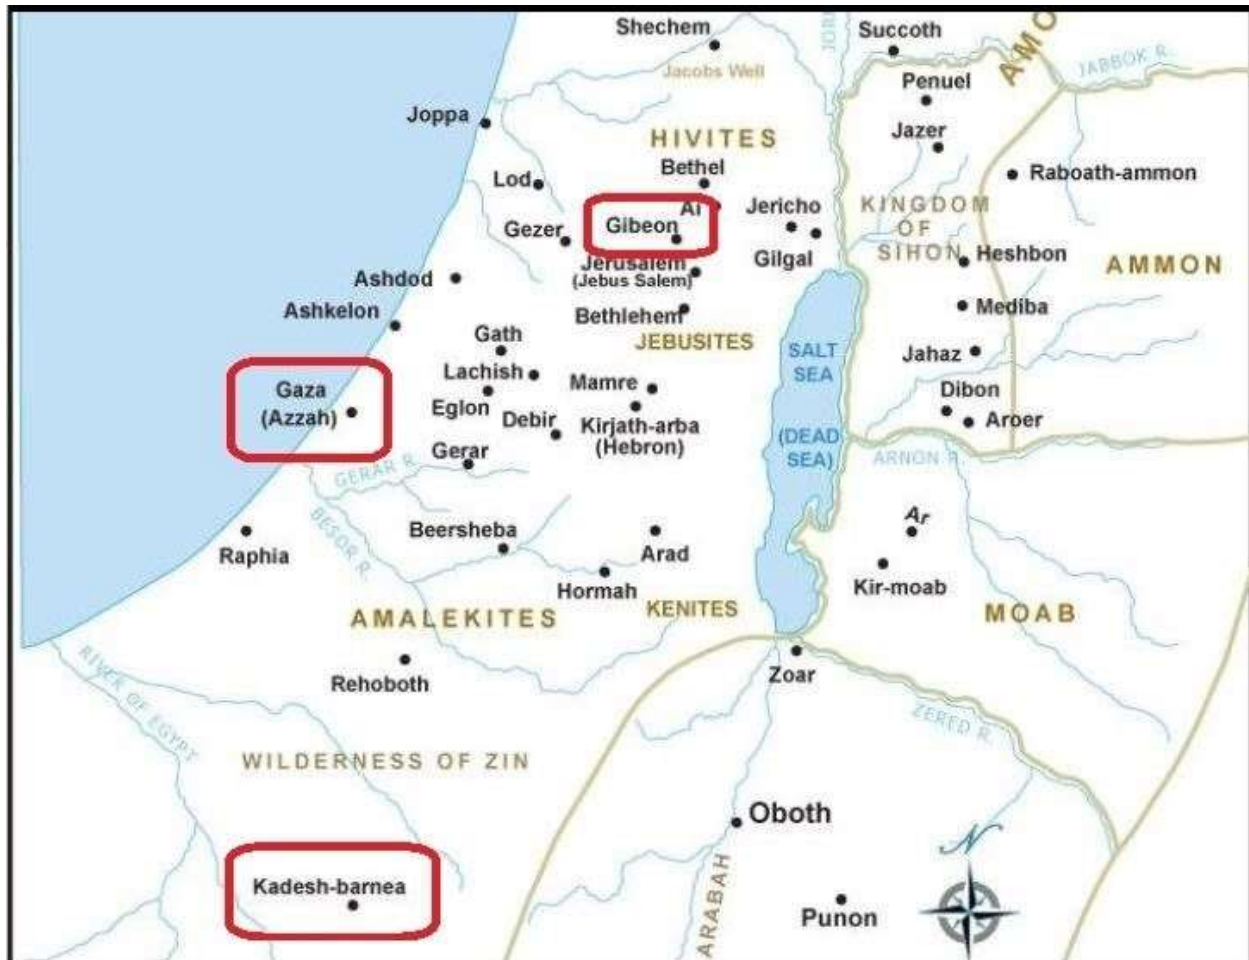 Shechem
Jacobs Well
Succoth
Penuel
JABBOK R.
Joppa
Jazer
HIVITES
Bethel
Lod
Raboath-ammon
Ai
Jericho
KINGDOM
OF
SIHON
Gibeon
Gezer
Gilgal
Heshbon
AMMON
Jerusalem
(Jebus Salem)
Ashdod
Ashkelon
Bethlehem
Mediba
Gath
JEBUSITES
SALT
SEA
Jahaz
Lachish
Mamre
Gaza
(Azzah)
Eglon
Dibon
Debir
Kirjath-arba
(Hebron)
Aroer
(DEAD
SEA)
Gerar
GERAR R.
ARNON R.
BESOR R.
Ar
Beersheba
Raphia
Arad
Hormah
Kir-moab
AMALEKITES
KENITES
MOAB
Rehoboth
Zoar
RIVER OF EGYPT
ZERED R.
WILDERNESS OF ZIN
Oboth
N
Kadesh-barnea
ARABAH
Punon